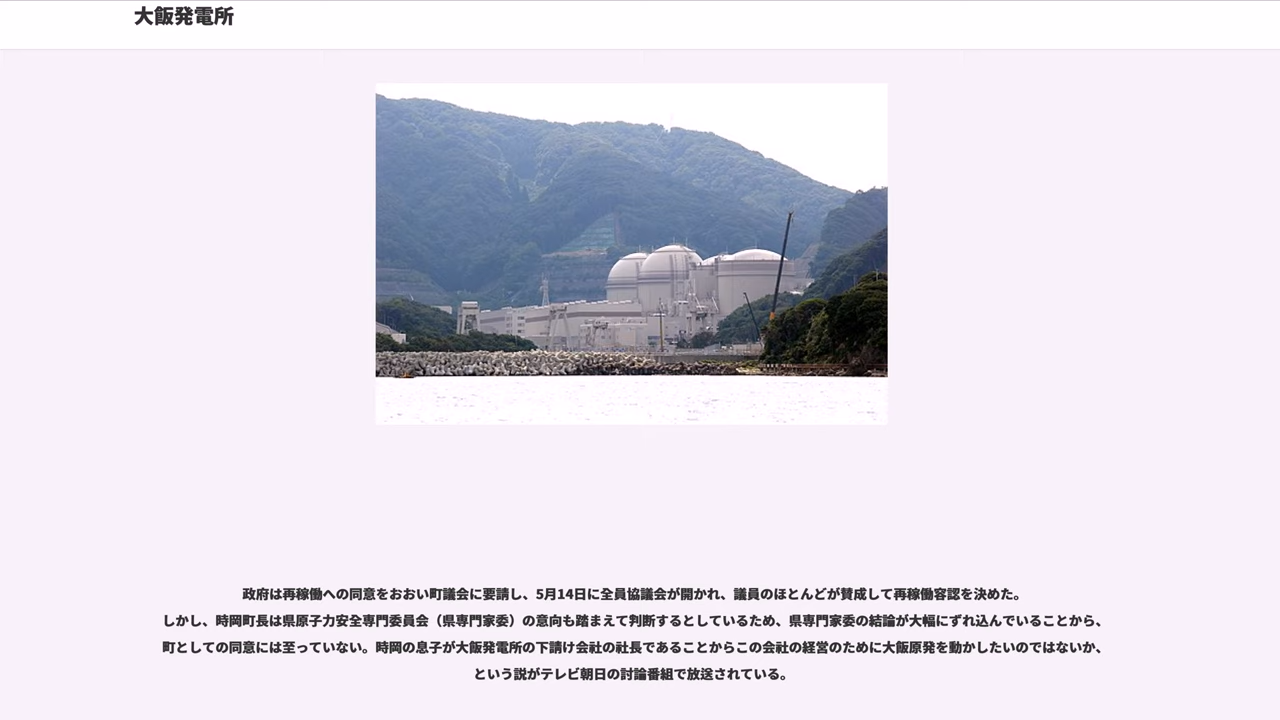 大飯発電所
政府は再稼働への同意をおおい町議会に要請し、5月14日に全員協議会が開かれ、議員のほとんどが賛成して再稼働容認を決めた。
しかし、時岡町長は県原子力安全専門委員会（県専門家委）の意向も踏まえて判断するとしているため、県専門家委の結論が大幅にずれ込んでいることから、
町としての同意には至っていない。時岡の息子が大飯発電所の下請け会社の社長であることからこの会社の経営のために大飯原発を動かしたいのではないか、
という説がテレビ朝日の討論番組で放送されている。